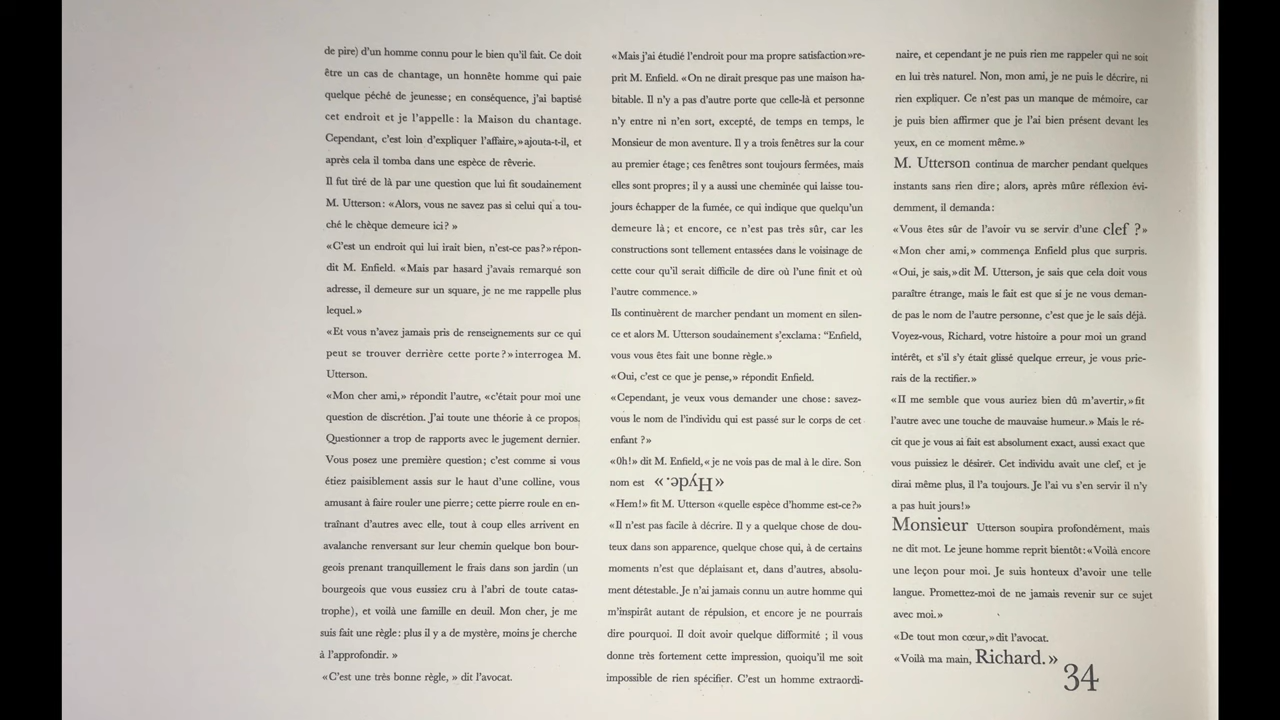 de pire) d'un homme connu pour le bien qu'il fait. Ce doit
être un cas de chantage, un honnête homme qui paie
quelque péché de jeunesse; en conséquence, j'ai baptisé
cet endroit et je l'appelle: la Maison du chantage.
Cependant, c'est loin d'expliquer l'affaire,» ajouta-t-il, et
après cela il tomba dans une espèce de rêverie.
Il fut tiré de là par une question que lui fit soudainement
M. Utterson: «Alors, vous ne savez pas si celui qui a tou-
ché le chèque demeure ici? »
«C'est un endroit qui lui irait bien, n'est-ce pas?» répon-
dit M. Enfield. «Mais par hasard j'avais remarqué son
adresse, il demeure sur un square, je ne me rappelle plus
lequel.»
«Et vous n'avez jamais pris de renseignements sur ce qui
peut se trouver derrière cette porte?» interrogea M.
Utterson.
«Mon cher ami,» répondit l'autre, «c'était pour moi une
question de discrétion. J'ai toute une théorie à ce propos.
Questionner a trop de rapports avec le jugement dernier.
Vous posez une première question; c'est comme si vous
étiez paisiblement assis sur le haut d'une colline, vous
amusant à faire rouler une pierre; cette pierre roule en en-
traînant d'autres avec elle, tout à coup elles arrivent en
avalanche renversant sur leur chemin quelque bon bour-
geois prenant tranquillement le frais dans son jardin (un
bourgeois que vous eussiez cru à l'abri de toute catas-
trophe), et voilà une famille en deuil. Mon cher, je me
suis fait une règle: plus il y a de mystère, moins je cherche
à l'approfondir. »
«C'est une très bonne règle, » dit l'avocat.
«Mais j'ai étudié l'endroit pour ma propre satisfaction»re-
prit M. Enfield. «On ne dirait presque pas une maison ha-
bitable. Il n'y a pas d'autre porte que celle-là et personne
n'y entre ni n'en sort, excepté, de temps en temps, le
Monsieur de mon aventure. Il y a trois fenêtres sur la cour
au premier étage; ces fenêtres sont toujours fermées, mais
elles sont propres; il y a aussi une cheminée qui laisse tou-
jours échapper de la fumée, ce qui indique que quelqu'un
demeure là; et encore, ce n'est pas très sûr, car les
constructions sont tellement entassées dans le voisinage de
cette cour qu'il serait difficile de dire où l'une finit et où
l'autre commence.»
Ils continuèrent de marcher pendant un moment en silen-
ce et alors M. Utterson soudainement s'exclama: “Enfield,
vous vous êtes fait une bonne règle.»
«Oui, c'est ce que je pense,» répondit Enfield.
«Cependant, je veux vous demander une chose: savez-
vous le nom de l'individu qui est passé sur le corps de cet
enfant ?»
«0h!» dit M. Enfield,« je ne vois pas de mal à le dire. Son
nom est «Hyde.»
«Hem!» fit M. Utterson «quelle espèce d'homme est-ce?»
«Il n'est pas facile à décrire. Il y a quelque chose de dou-
teux dans son apparence, quelque chose qui, à de certains
moments n'est que déplaisant et, dans d'autres, absolu-
ment détestable. Je n'ai jamais connu un autre homme qui
m'inspirât autant de répulsion, et encore je ne pourrais
dire pourquoi. Il doit avoir quelque difformité ; il vous
donne très fortement cette impression, quoiqu'il me soit
impossible de rien spécifier. C'est un homme extraordi-
naire, et cependant je ne puis rien me rappeler qui ne soit
en lui très naturel. Non, mon ami, je ne puis le décrire, ni
rien expliquer. Ce n'est pas un manque de mémoire, car
je puis bien affirmer que je l'ai bien présent devant les
yeux, en ce moment même.»
M. Utterson continua de marcher pendant quelques
instants sans rien dire; alors, après mûre réflexion évi-
demment, il demanda:
«Vous êtes sûr de l'avoir vu se servir d'une clef ?»
«Mon cher ami,» commença Enfield plus que surpris.
«Oui, je sais,» dit M. Utterson, je sais que cela doit vous
paraître étrange, mais le fait est que si je ne vous deman-
de pas le nom de l'autre personne, c'est que je le sais déjà.
Voyez-vous, Richard, votre histoire a pour moi un grand
intérêt, et s'il s'y était glissé quelque erreur, je vous prie-
rais de la rectifier.»
«II me semble que vous auriez bien dû m'avertir,» fit
l'autre avec une touche de mauvaise humeur.» Mais le ré-
cit que je vous ai fait est absolument exact, aussi exact que
vous puissiez le désirer. Cet individu avait une clef, et je
dirai même plus, il l'a toujours. Je l'ai vu s'en servir il n'y
a pas huit jours!»
Monsieur Utterson soupira profondément, mais
ne dit mot. Le jeune homme reprit bientôt: «Voilà encore
une leçon pour moi. Je suis honteux d'avoir une telle
langue. Promettez-moi de ne jamais revenir sur ce sujet
avec moi.»
«De tout mon cœur,» dit l'avocat.
«Voilà ma main, Richard.»
34